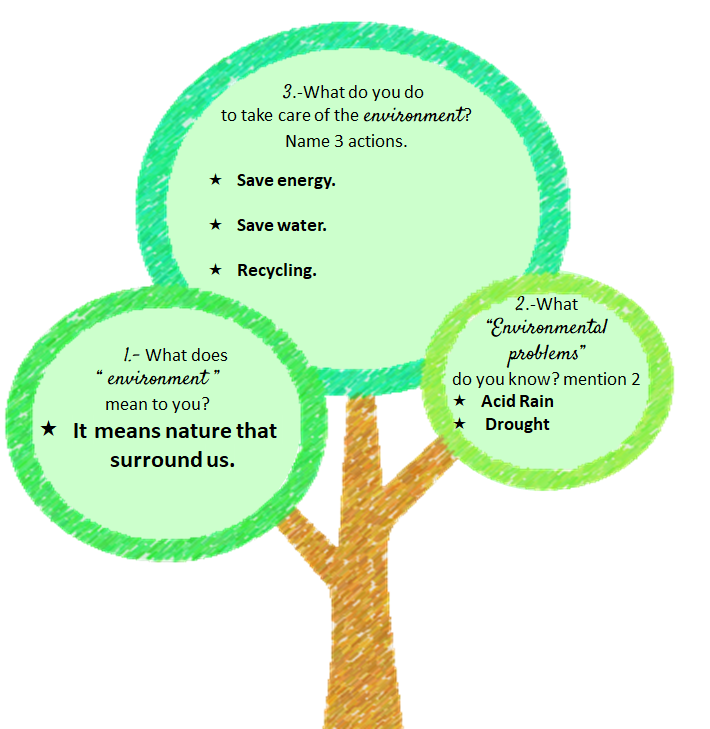 3.-What do you do
to take care of the environment?
Name 3 actions.
★ Save energy.
★ Save water.
★ Recycling.
1.- What does
“ environment ”
mean to you?
★ It means nature that
surround us.
2.-What
“Environmental
problems”
do you know? mention 2
★ Acid Rain
★ Drought